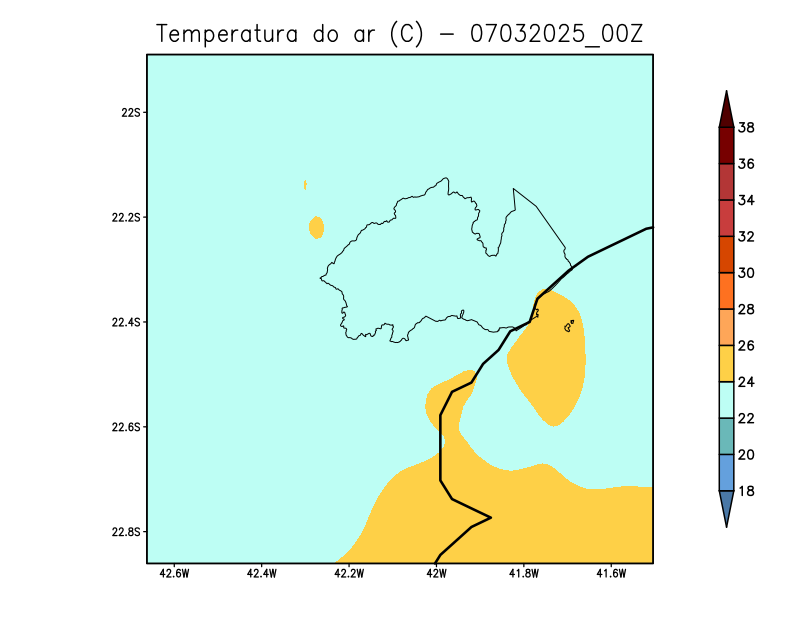 Temperatura do ar (C) – 07032025_00Z
22S
22.2S
22.4S
22.6S
22.8S
42.6W
42.4W
42.2W
42W
41.8W
41.6W
38
36
34
32
30
28
26
24
22
20
18